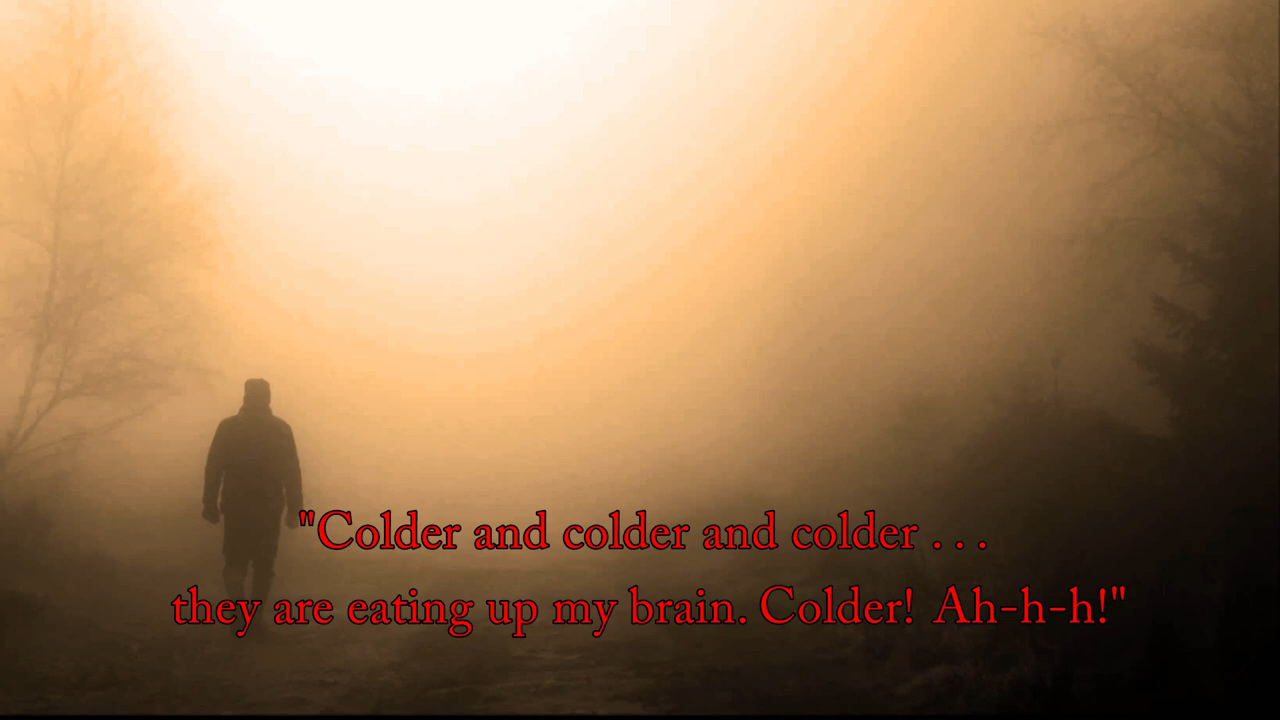 "Colder and colder and colder . . .
they are eating up my brain. Colder! Ah-h-h!"